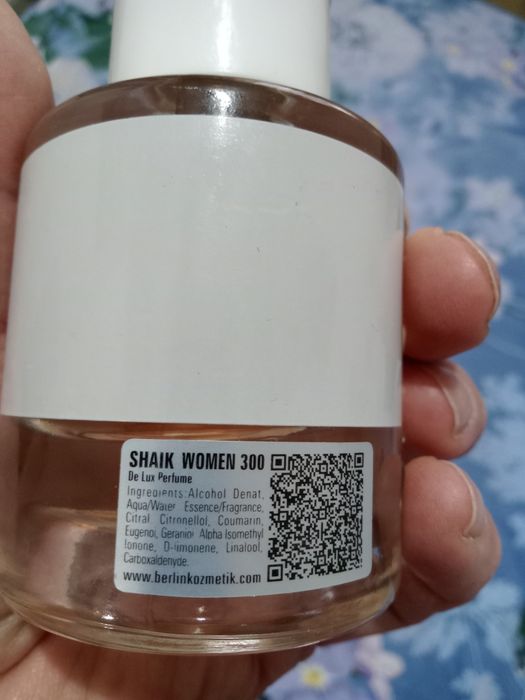 SHAIK WOMEN 300
De Lux Perfume
Ingredients:Alcohol Denat,
Aqua/Water Essence/Fragrance,
Citral Citronellol, Coumarin,
Eugenol, Geraniol Alpha Isomethyl
Ionone, D-limonene, Linalool,
Carboxaldehyde.
www.berlinkozmetik.com